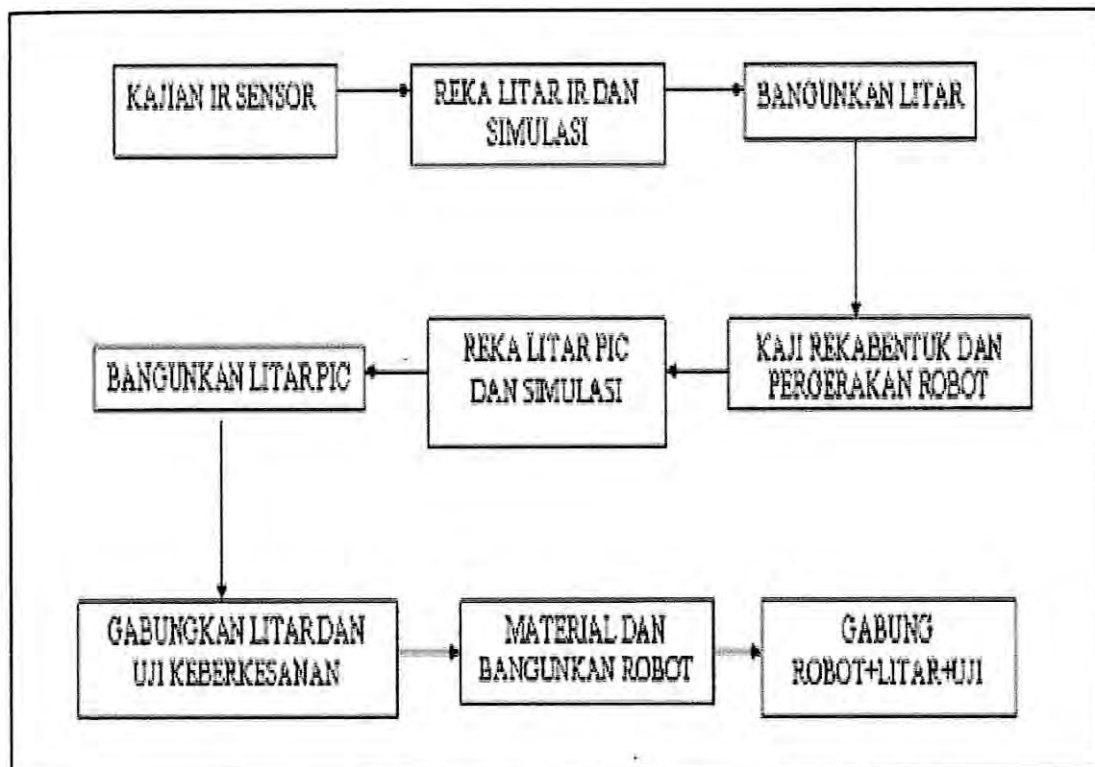 KAJIAN IR SENSOR
REKA LITAR IR DAN
SIMULASI
BANGUNKAN LITAR
KAJI REKABENTUK DAN
PERGERAKAN ROBOT
REKA LITAR PIC
DAN SIMULASI
BANGUNKAN LITAR PIC
GABUNGKAN LITAR DAN
UJI KEBERKESANAN
MATERIAL DAN
BANGUNKAN ROBOT
GABUNG
ROBOT+LITAR+UJI